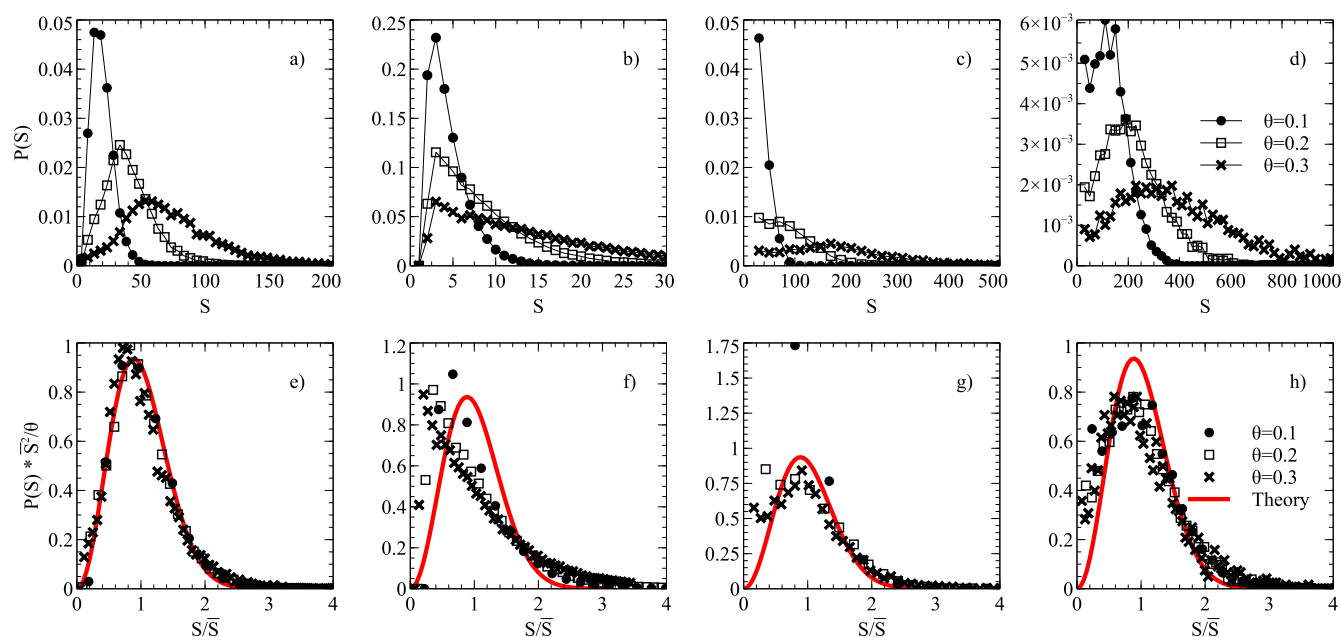 a)
P(S)
0.05
0.04
0.03
0.02
0.01
0
0 50 100 150 200
S
b)
0.25
0.2
0.15
0.1
0.05
0
0 5 10 15 20 25 30
S
c)
0.05
0.04
0.03
0.02
0.01
0
0 100 200 300 400 500
S
d)
6×10⁻³
5×10⁻³
4×10⁻³
3×10⁻³
2×10⁻³
1×10⁻³
0
θ=0.1
θ=0.2
θ=0.3
0 200 400 600 800 1000
S
e)
P(S) * S̅²/θ
1
0.8
0.6
0.4
0.2
0
0 1 2 3 4
S/S̅
f)
1.2
1
0.8
0.6
0.4
0.2
0
0 1 2 3 4
S/S̅
g)
1.75
1.5
1.25
1
0.75
0.5
0.25
0
0 1 2 3 4
S/S̅
h)
1
0.8
0.6
0.4
0.2
0
θ=0.1
θ=0.2
θ=0.3
Theory
0 1 2 3 4
S/S̅